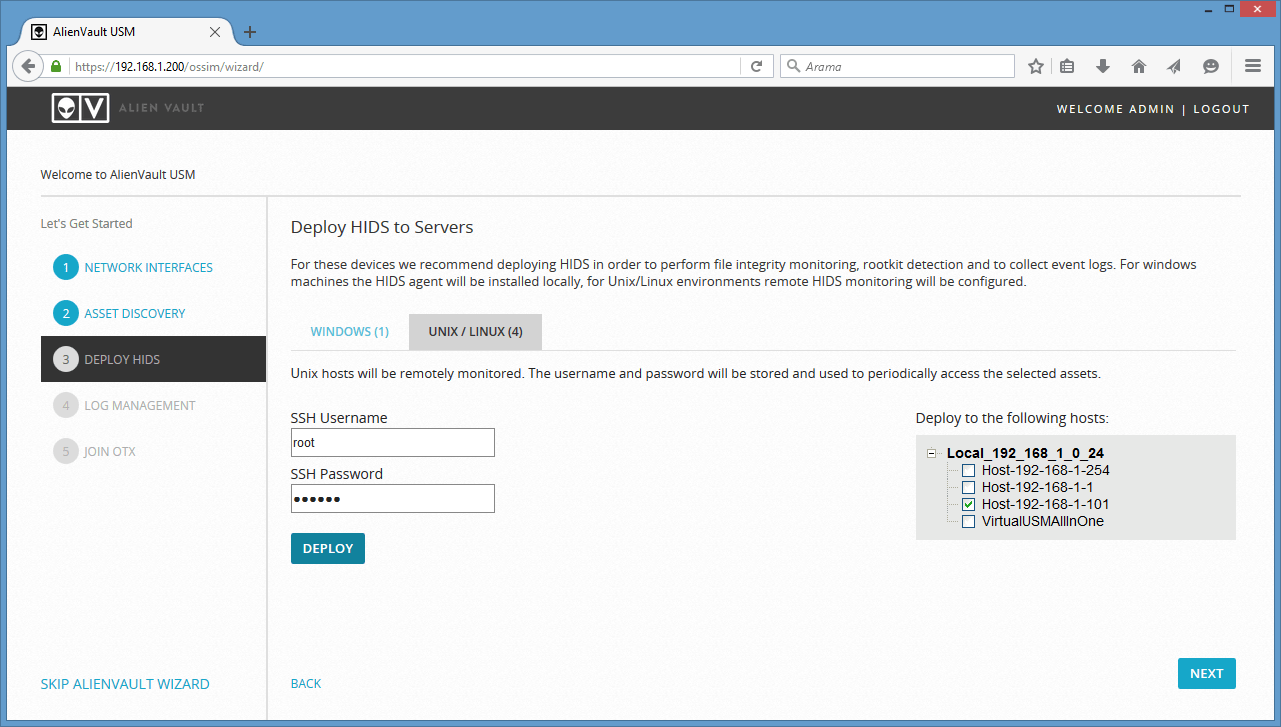 AlienVault USM
https://192.168.1.200/ossim/wizard/
Arama
ALIEN VAULT
WELCOME ADMIN | LOGOUT
Welcome to AlienVault USM
Let's Get Started
1 NETWORK INTERFACES
2 ASSET DISCOVERY
3 DEPLOY HIDS
4 LOG MANAGEMENT
5 JOIN OTX
SKIP ALIENVAULT WIZARD
Deploy HIDS to Servers
For these devices we recommend deploying HIDS in order to perform file integrity monitoring, rootkit detection and to collect event logs. For windows
machines the HIDS agent will be installed locally, for Unix/Linux environments remote HIDS monitoring will be configured.
WINDOWS (1) UNIX / LINUX (4)
Unix hosts will be remotely monitored. The username and password will be stored and used to periodically access the selected assets.
SSH Username
root
SSH Password
●●●●●●
DEPLOY
Deploy to the following hosts:
Local_192_168_1_0_24
Host-192-168-1-254
Host-192-168-1-1
Host-192-168-1-101
VirtualUSMAllInOne
BACK
NEXT